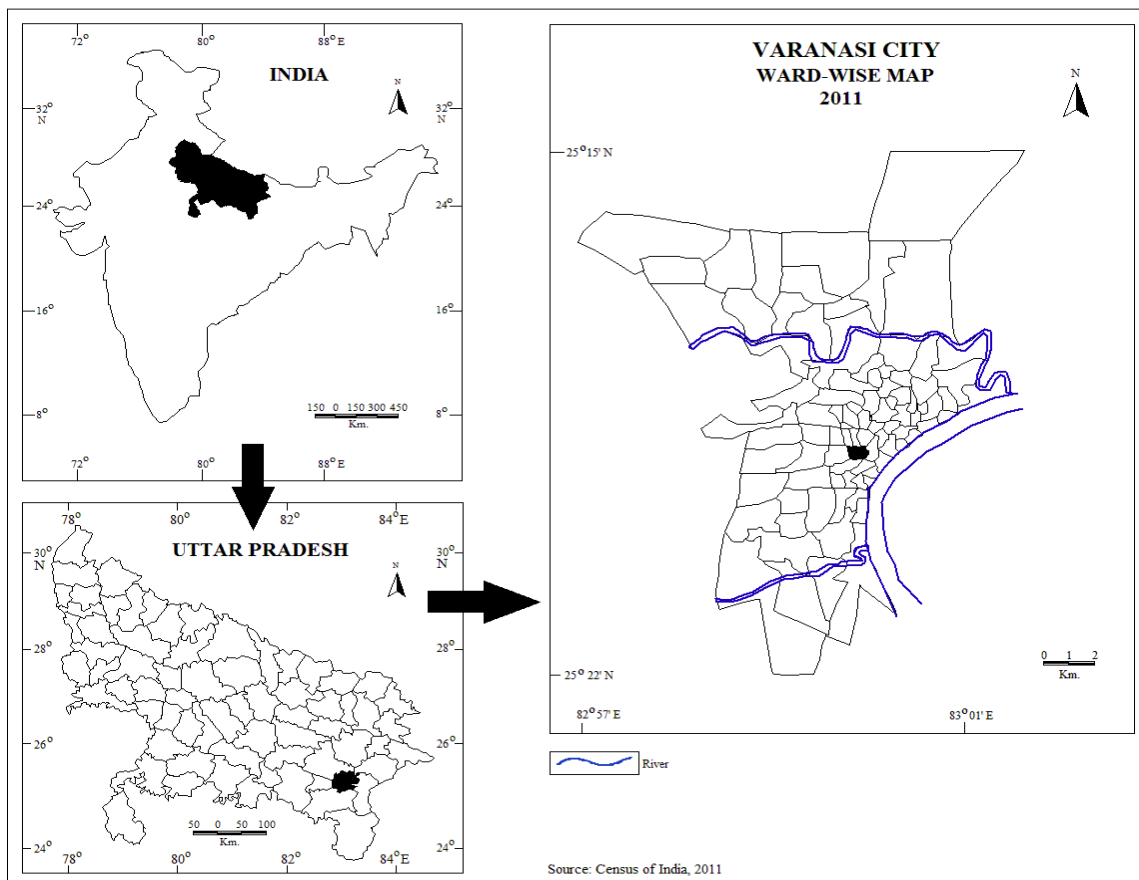 72° 80° 88°E
INDIA
N
32° 32°
N N
24° 24°
16° 16°
150 0 150 300 450
Km.
8° 8°
72° 80° 88°E
78° 80° 82° 84°E
UTTAR PRADESH
30° 30°
N N
N
28° 28°
26° 26°
50 0 50 100
Km.
24° 24°
78° 80° 82° 84°E
VARANASI CITY
WARD-WISE MAP
2011
N
25°15' N
0 1 2
Km.
25°22' N
82°57' E 83°01' E
River
Source: Census of India, 2011